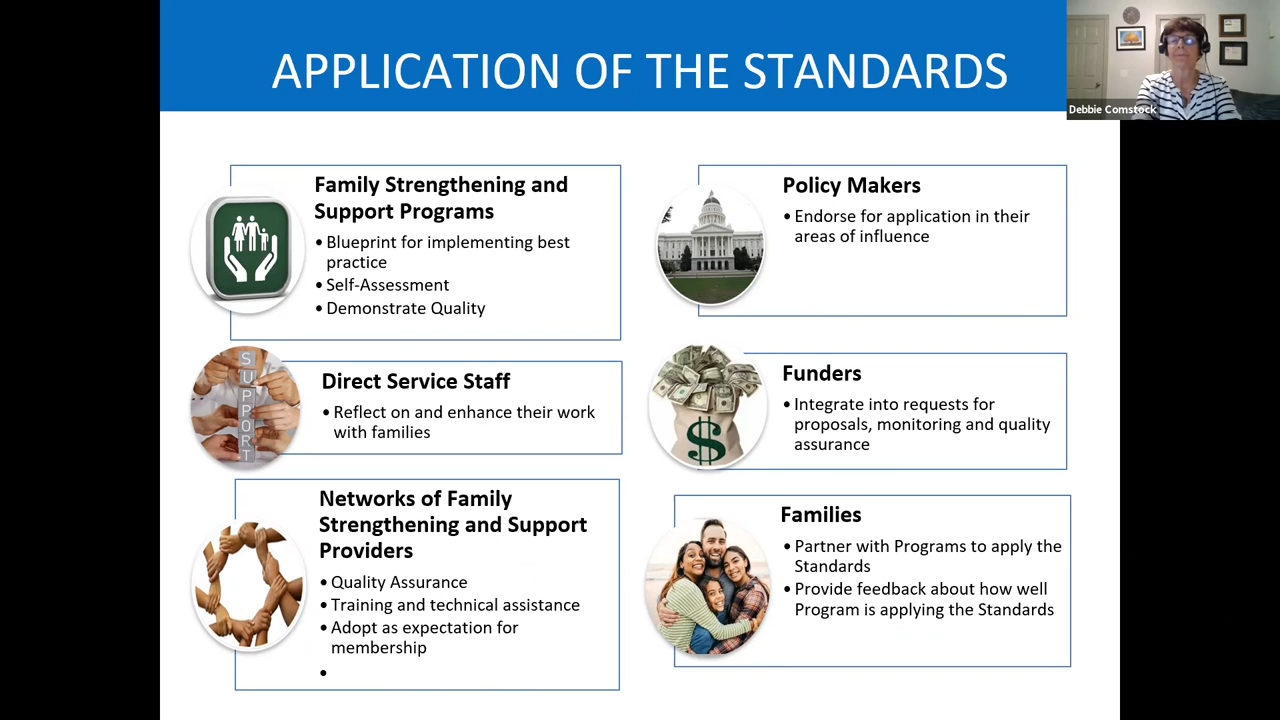 APPLICATION OF THE STANDARDS
Debbie Comstock
Family Strengthening and
Support Programs
• Blueprint for implementing best
practice
• Self-Assessment
• Demonstrate Quality
Policy Makers
• Endorse for application in their
areas of influence
SUPPORT
Direct Service Staff
• Reflect on and enhance their work
with families
$
Funders
• Integrate into requests for
proposals, monitoring and quality
assurance
Networks of Family
Strengthening and Support
Providers
• Quality Assurance
• Training and technical assistance
• Adopt as expectation for
membership
•
Families
• Partner with Programs to apply the
Standards
• Provide feedback about how well
Program is applying the Standards